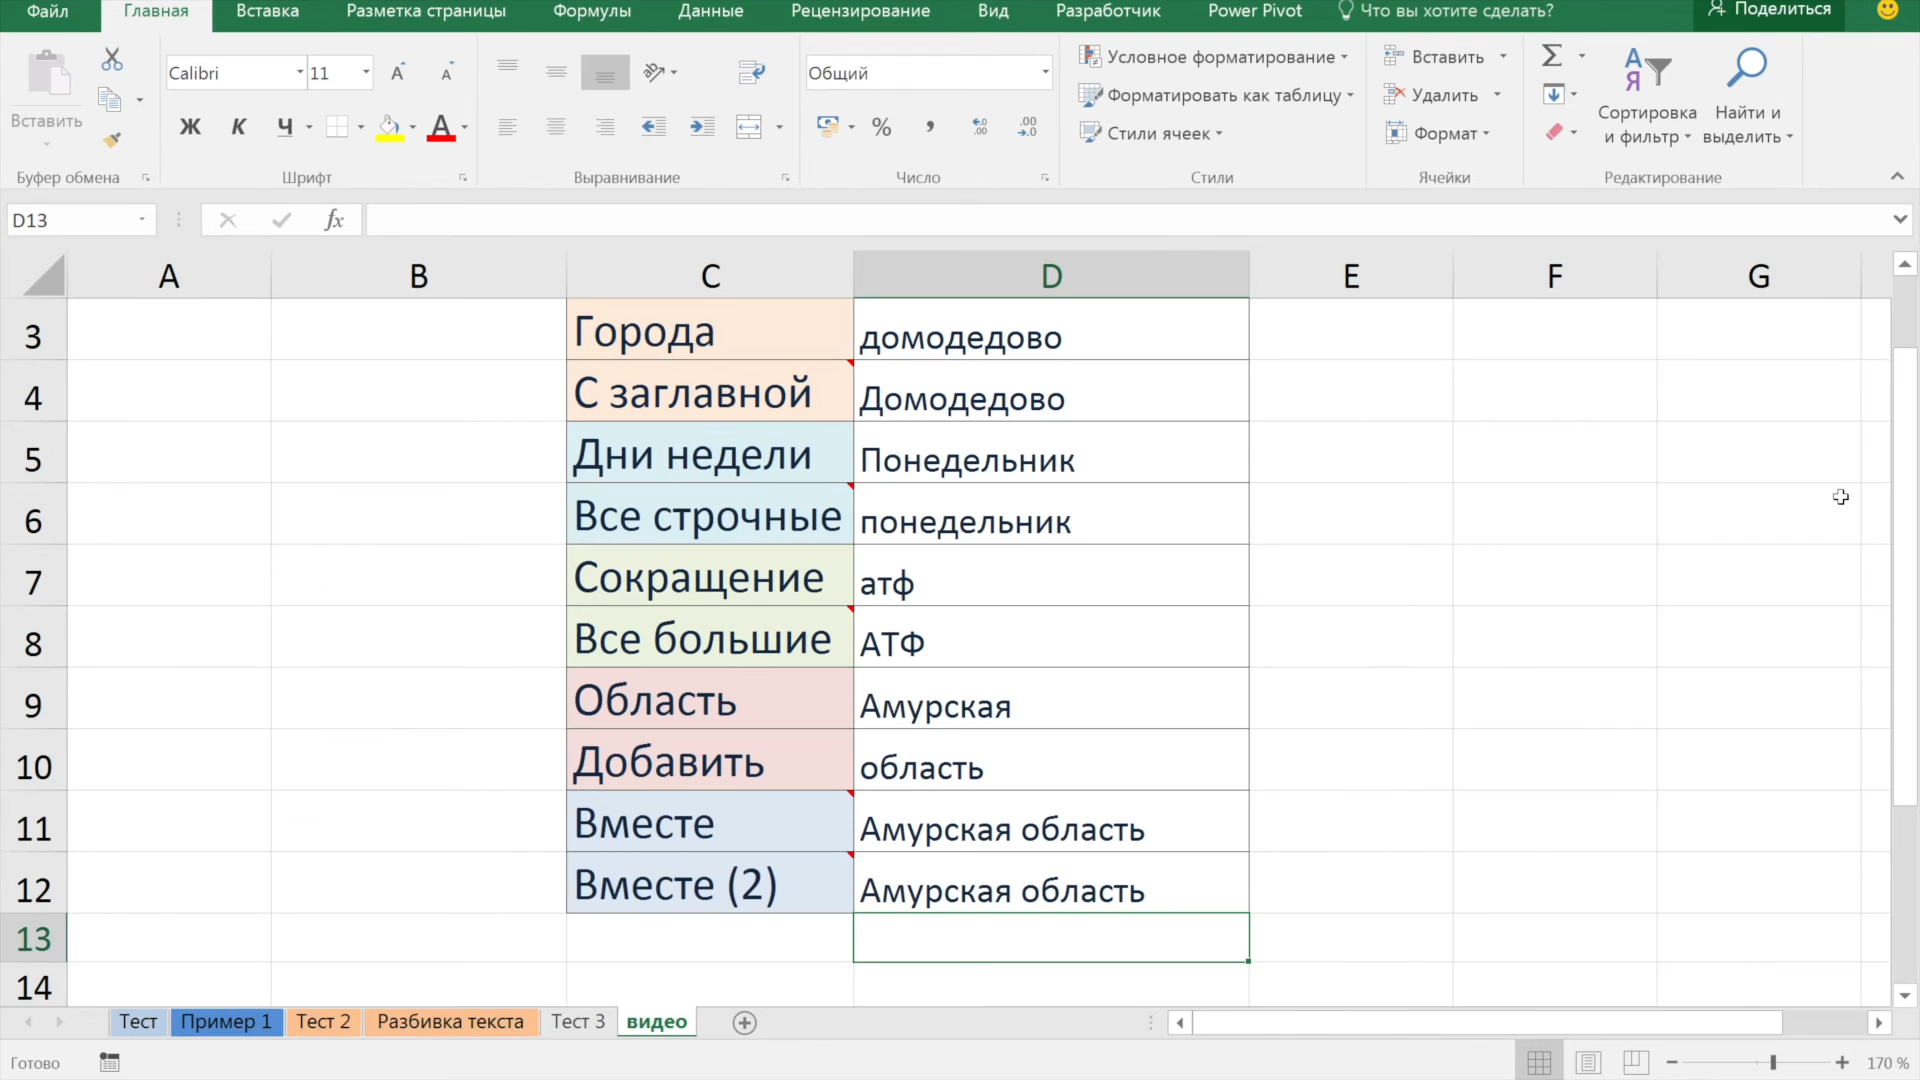 Файл Главная Вставка Разметка страницы Формулы Данные Рецензирование Вид Разработчик Power Pivot Что вы хотите сделать? Поделиться
Вставить
Буфер обмена
Calibri 11
Ж К Ч
Шрифт
Выравнивание
Общий
%
Число
Условное форматирование
Форматировать как таблицу
Стили ячеек
Стили
Вставить
Удалить
Формат
Ячейки
Сортировка и фильтр
Найти и выделить
Редактирование
D13 fx
A B C D E F G
3 Города домодедово
4 С заглавной Домодедово
5 Дни недели Понедельник
6 Все строчные понедельник
7 Сокращение атф
8 Все большие АТФ
9 Область Амурская
10 Добавить область
11 Вместе Амурская область
12 Вместе (2) Амурская область
13
14
Тест Пример 1 Тест 2 Разбивка текста Тест 3 видео
Готово 170 %